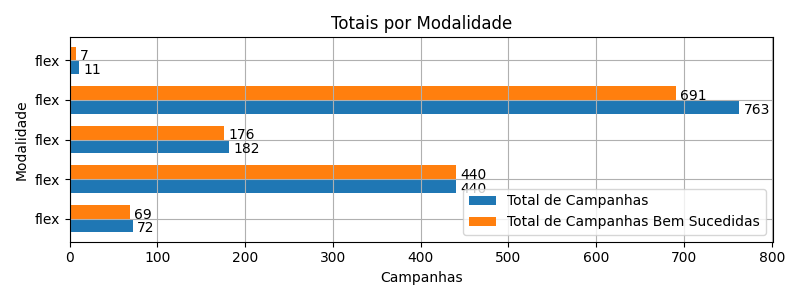 Totais por Modalidade
flex
7
11
flex
691
763
flex
176
182
flex
440
440
flex
69
72
Modalidade
Total de Campanhas
Total de Campanhas Bem Sucedidas
0 100 200 300 400 500 600 700 800
Campanhas